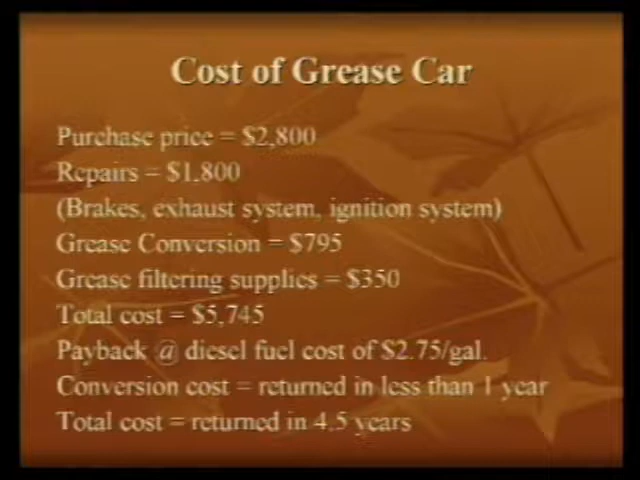 Cost of Grease Car
Purchase price = $2,800
Repairs = $1,800
(Brakes, exhaust system, ignition system)
Grease Conversion = $795
Grease filtering supplies = $350
Total cost = $5,745
Payback @ diesel fuel cost of $2.75/gal.
Conversion cost = returned in less than 1 year
Total cost = returned in 4.5 years